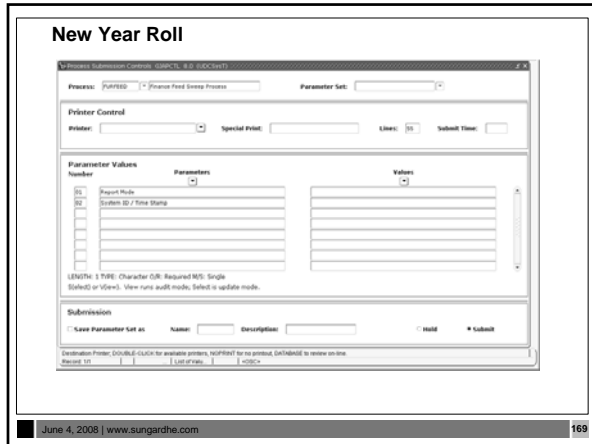 New Year Roll
Process Submission Controls GJAPCTL 8.0 (UDCSenT)
Process: FURFEED Finance Feed Sweep Process Parameter Set:
Printer Control
Printer: Special Print: Lines: 55 Submit Time:
Parameter Values
Number Parameters Values
01 Report Mode
02 System ID / Time Stamp
LENGTH: 1 TYPE: Character O/R: Required M/S: Single
S(elect) or V(iew). View runs audit mode; Select is update mode.
Submission
Save Parameter Set as Name: Description: Hold Submit
Destination Printer; DOUBLE-CLICK for available printers, NOPRINT for no printout, DATABASE to review on-line.
Record: 1/1 ... List of Valu... <OSC>
June 4, 2008 | www.sungardhe.com 169